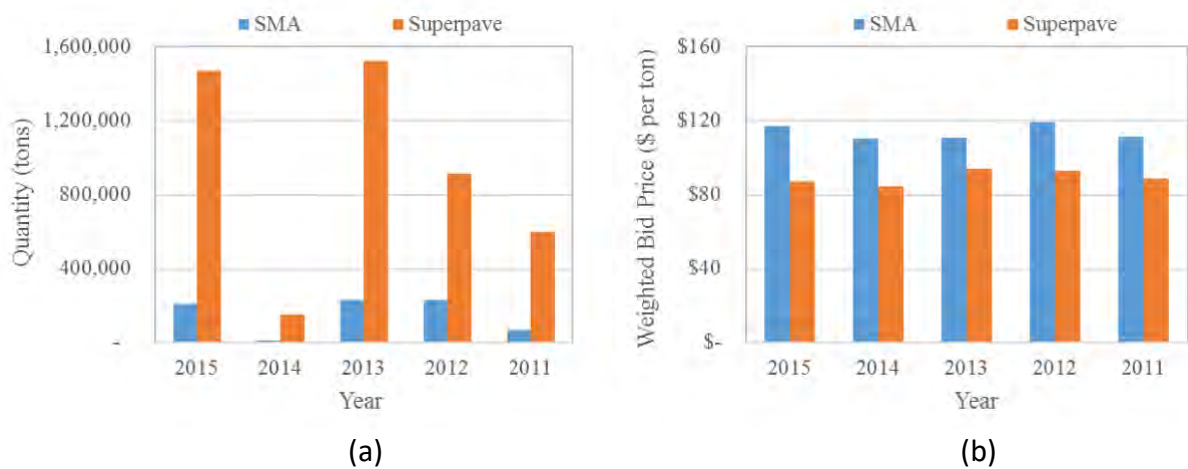 SMA Superpave
1,600,000
1,200,000
800,000
400,000
-
Quantity (tons)
2015 2014 2013 2012 2011
Year
(a)
SMA Superpave
$160
$120
$80
$40
$-
Weighted Bid Price ($ per ton)
2015 2014 2013 2012 2011
Year
(b)